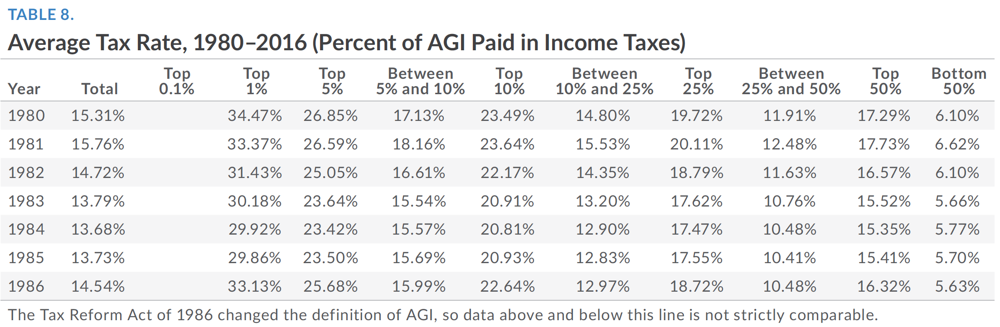 TABLE 8.
Average Tax Rate, 1980–2016 (Percent of AGI Paid in Income Taxes)
Year Total Top 0.1% Top 1% Top 5% Between 5% and 10% Top 10% Between 10% and 25% Top 25% Between 25% and 50% Top 50% Bottom 50%
1980 15.31% 34.47% 26.85% 17.13% 23.49% 14.80% 19.72% 11.91% 17.29% 6.10%
1981 15.76% 33.37% 26.59% 18.16% 23.64% 15.53% 20.11% 12.48% 17.73% 6.62%
1982 14.72% 31.43% 25.05% 16.61% 22.17% 14.35% 18.79% 11.63% 16.57% 6.10%
1983 13.79% 30.18% 23.64% 15.54% 20.91% 13.20% 17.62% 10.76% 15.52% 5.66%
1984 13.68% 29.92% 23.42% 15.57% 20.81% 12.90% 17.47% 10.48% 15.35% 5.77%
1985 13.73% 29.86% 23.50% 15.69% 20.93% 12.83% 17.55% 10.41% 15.41% 5.70%
1986 14.54% 33.13% 25.68% 15.99% 22.64% 12.97% 18.72% 10.48% 16.32% 5.63%
The Tax Reform Act of 1986 changed the definition of AGI, so data above and below this line is not strictly comparable.